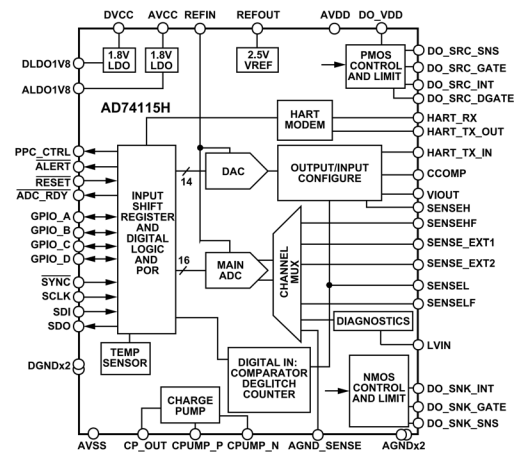 DVCC
AVCC
REFIN
REFOUT
AVDD
DO_VDD
1.8V
LDO
1.8V
LDO
2.5V
VREF
PMOS
CONTROL
AND LIMIT
DLDO1V8
ALDO1V8
DO_SRC_SNS
DO_SRC_GATE
DO_SRC_INT
DO_SRC_DGATE
AD74115H
HART
MODEM
HART_RX
HART_TX_OUT
PPC_CTRL
ALERT
RESET
ADC_RDY
GPIO_A
GPIO_B
GPIO_C
GPIO_D
SYNC
SCLK
SDI
SDO
INPUT
SHIFT
REGISTER
AND
DIGITAL
LOGIC
AND
POR
14
DAC
OUTPUT/INPUT
CONFIGURE
HART_TX_IN
CCOMP
VIOUT
SENSEH
16
MAIN
ADC
CHANNEL
MUX
SENSEHF
SENSE_EXT1
SENSE_EXT2
SENSEL
SENSELF
DIAGNOSTICS
LVIN
DGNDx2
TEMP
SENSOR
DIGITAL IN:
COMPARATOR
DEGLITCH
COUNTER
NMOS
CONTROL
AND LIMIT
DO_SNK_INT
DO_SNK_GATE
DO_SNK_SNS
CHARGE
PUMP
AVSS
CP_OUT
CPUMP_P
CPUMP_N
AGND_SENSE
AGNDx2